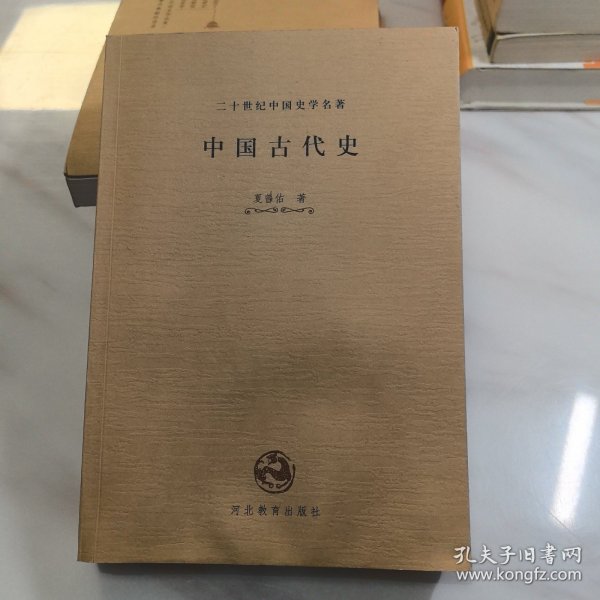 二十世纪中国史学名著
中国古代史
夏曾佑 著
河北教育出版社
孔夫子旧书网
www.kongfz.com